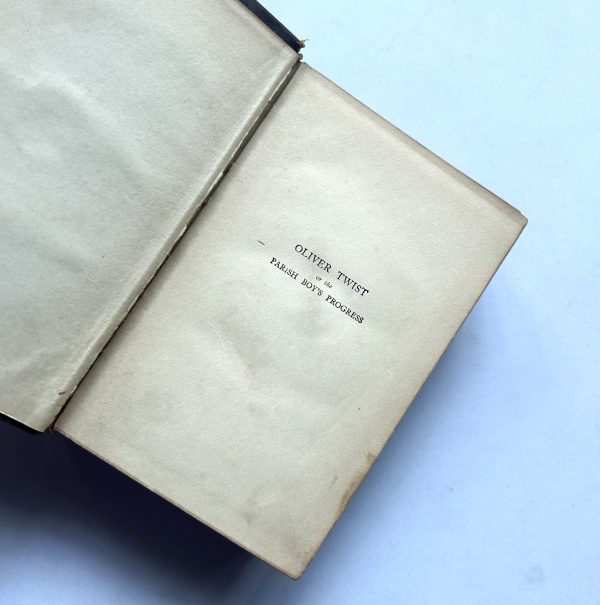 OLIVER TWIST
or the
PARISH BOY'S PROGRESS